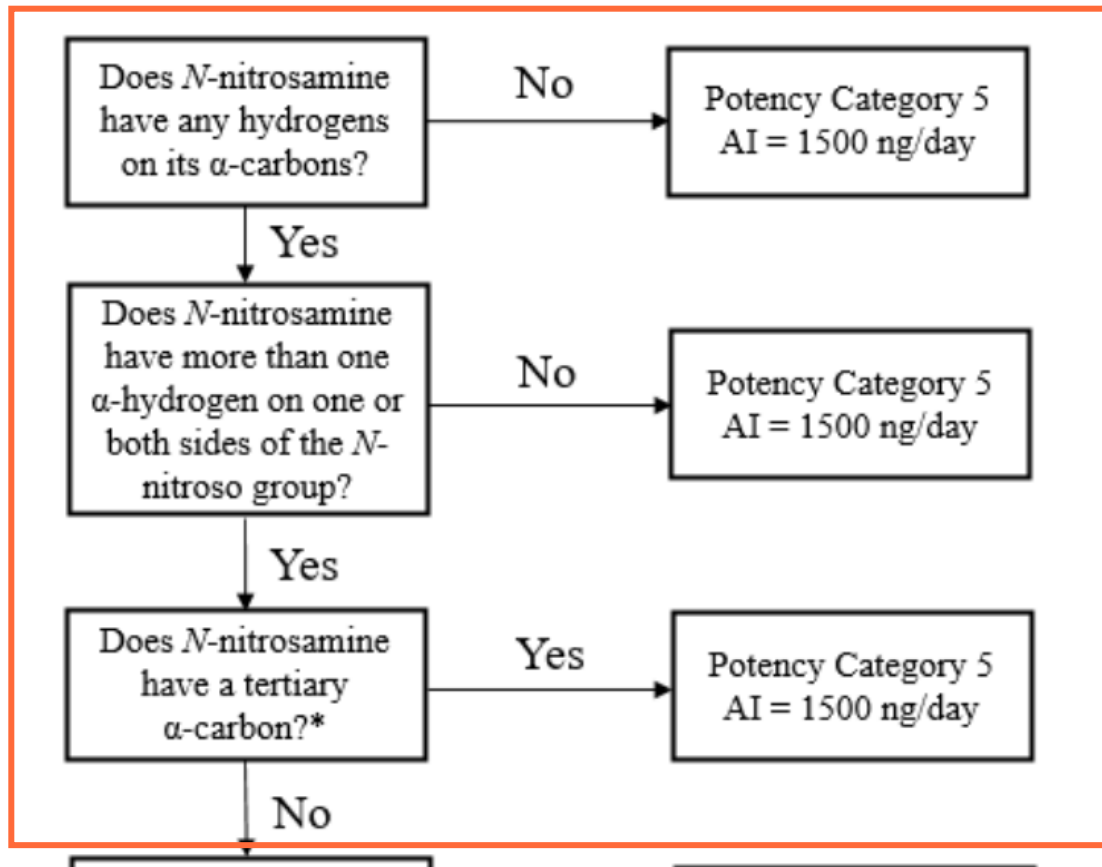 Does N-nitrosamine
have any hydrogens
on its α-carbons?
No
Potency Category 5
AI = 1500 ng/day
Yes
Does N-nitrosamine
have more than one
α-hydrogen on one or
both sides of the N-
nitroso group?
No
Potency Category 5
AI = 1500 ng/day
Yes
Does N-nitrosamine
have a tertiary
α-carbon?*
Yes
Potency Category 5
AI = 1500 ng/day
No